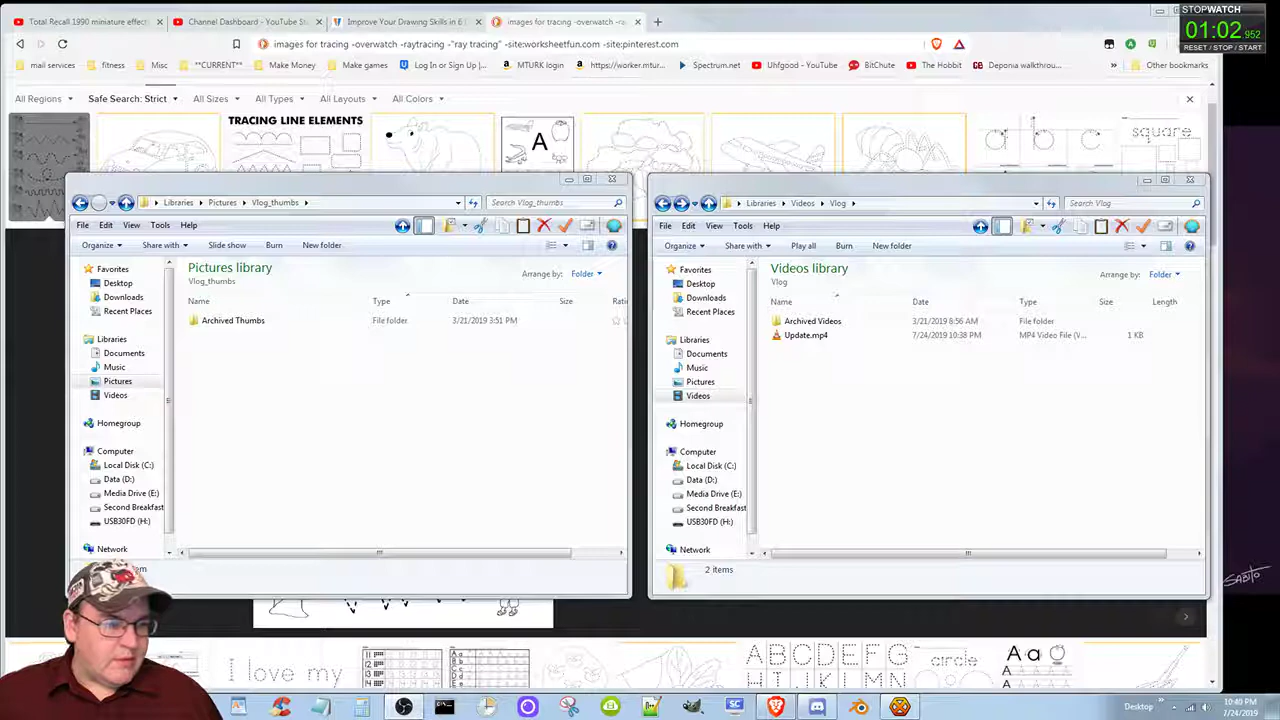 Total Recall 1990 miniature effect
Channel Dashboard - YouTube St
Improve Your Drawing Skills in E
images for tracing -overwatch -ra
STOPWATCH
01:02.952
RESET / STOP / START
images for tracing -overwatch -raytracing -"ray tracing" -site:worksheetfun.com -site:pinterest.com
mail services
fitness
Misc
**CURRENT**
Make Money
Make games
Log In or Sign Up |...
TURK login
https://worker.mtur...
Spectrum.net
Uhfgood - YouTube
BitChute
The Hobbit
Deponia walkthrou...
»
Other bookmarks
All Regions
Safe Search: Strict
All Sizes
All Types
All Layouts
All Colors
TRACING LINE ELEMENTS
A
a b c
square
Libraries
Pictures
Vlog_thumbs
Search Vlog_thumbs
File
Edit
View
Tools
Help
Organize
Share with
Slide show
Burn
New folder
Pictures library
Vlog_thumbs
Arrange by:
Folder
Name
Type
Date
Size
Archived Thumbs
File folder
3/21/2019 3:51 PM
Favorites
Desktop
Downloads
Recent Places
Libraries
Documents
Music
Pictures
Videos
Homegroup
Computer
Local Disk (C:)
Data (D:)
Media Drive (E:)
Second Breakfast
USB30FD (H:)
Network
Libraries
Videos
Vlog
Search Vlog
File
Edit
View
Tools
Help
Organize
Share with
Play all
Burn
New folder
Videos library
Vlog
Arrange by:
Folder
Name
Date
Type
Size
Length
Archived Videos
3/21/2019 8:56 AM
File folder
Update.mp4
7/24/2019 10:38 PM
MP4 Video File (V...
1 KB
Favorites
Desktop
Downloads
Recent Places
Libraries
Documents
Music
Pictures
Videos
Homegroup
Computer
Local Disk (C:)
Data (D:)
Media Drive (E:)
Second Breakfast
USB30FD (H:)
Network
2 items
SABITO
I love my
A B C D E F G
H I J K L M
circle
A a
Desktop
»
10:40 PM
7/24/2019